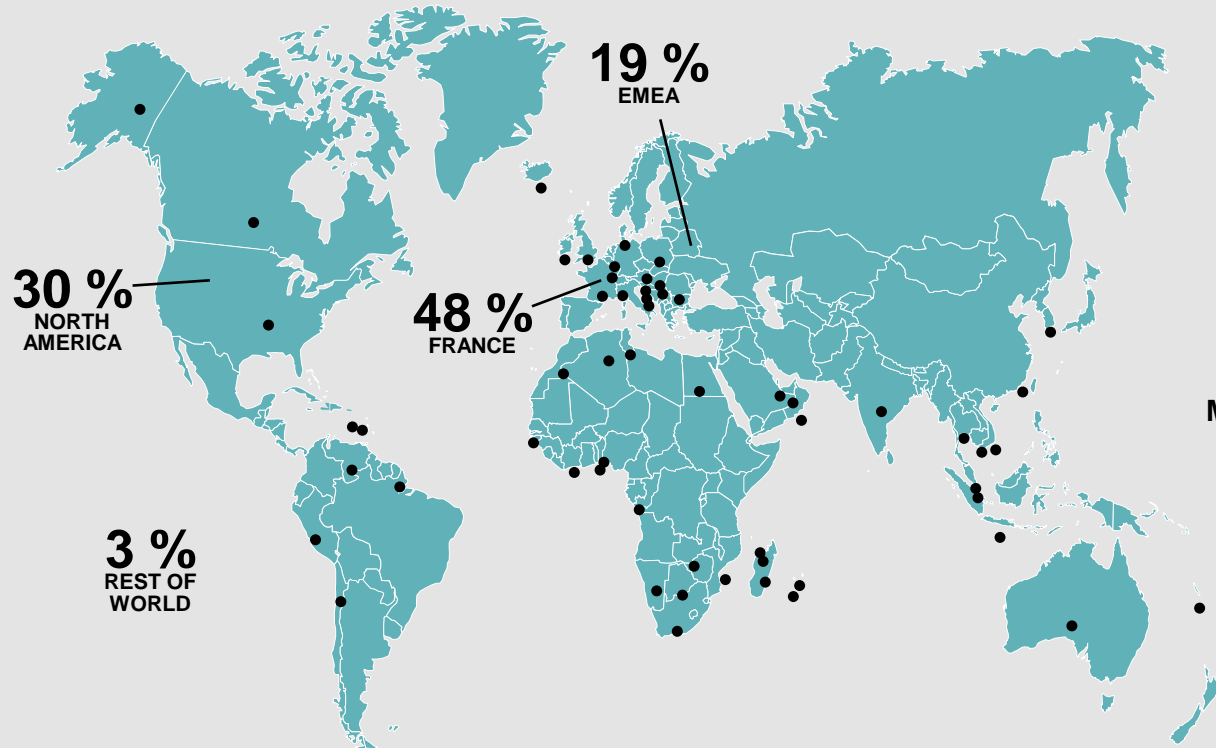 19 %
EMEA
30 %
NORTH
AMERICA
48 %
FRANCE
3 %
REST OF
WORLD